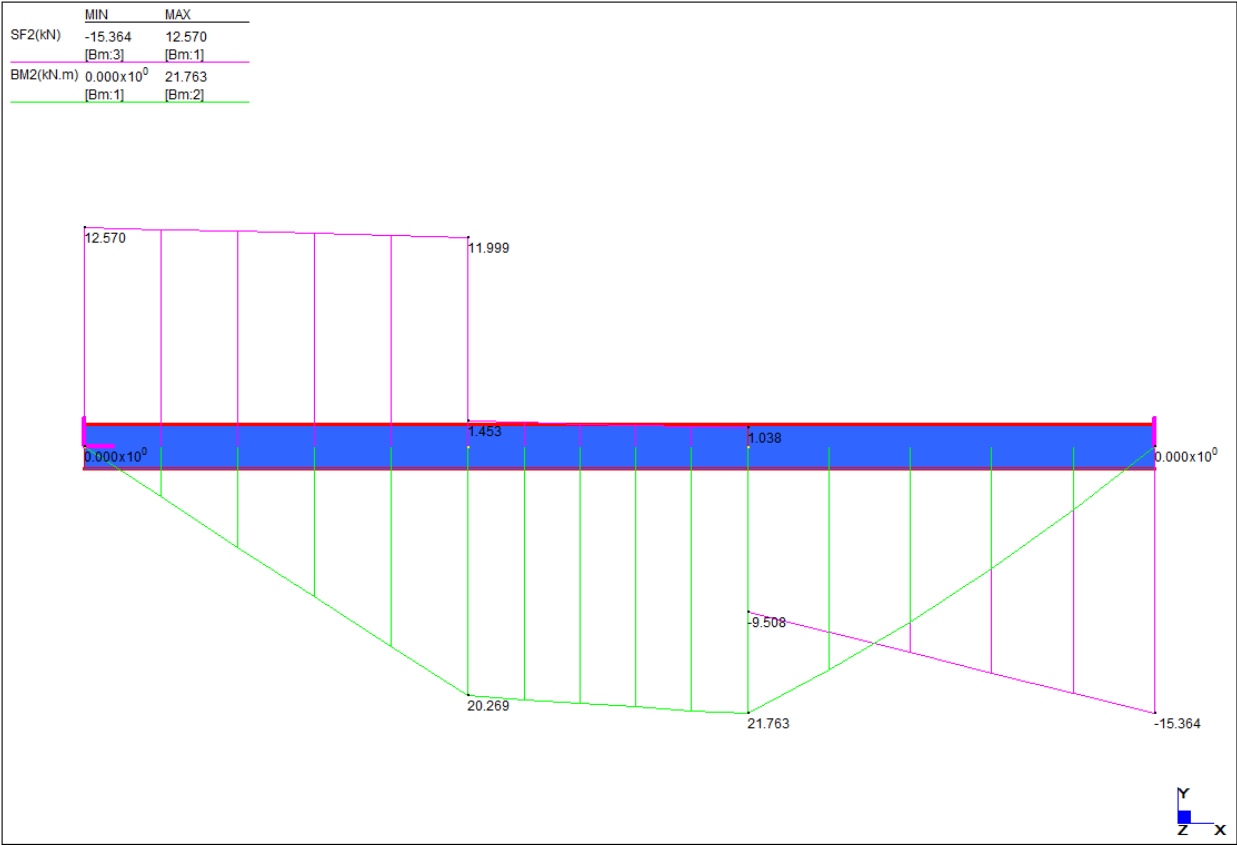 MIN MAX
SF2(kN) -15.364 12.570
[Bm:3] [Bm:1]
BM2(kN.m) 0.000x10⁰ 21.763
[Bm:1] [Bm:2]
12.570
11.999
1.453
1.038
0.000x10⁰
0.000x10⁰
-9.508
20.269
21.763
-15.364
Y
Z X